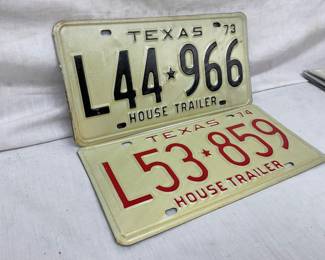 TEXAS 73
L44★966
HOUSE TRAILER
TEXAS 74
L53★859
HOUSE TRAILER